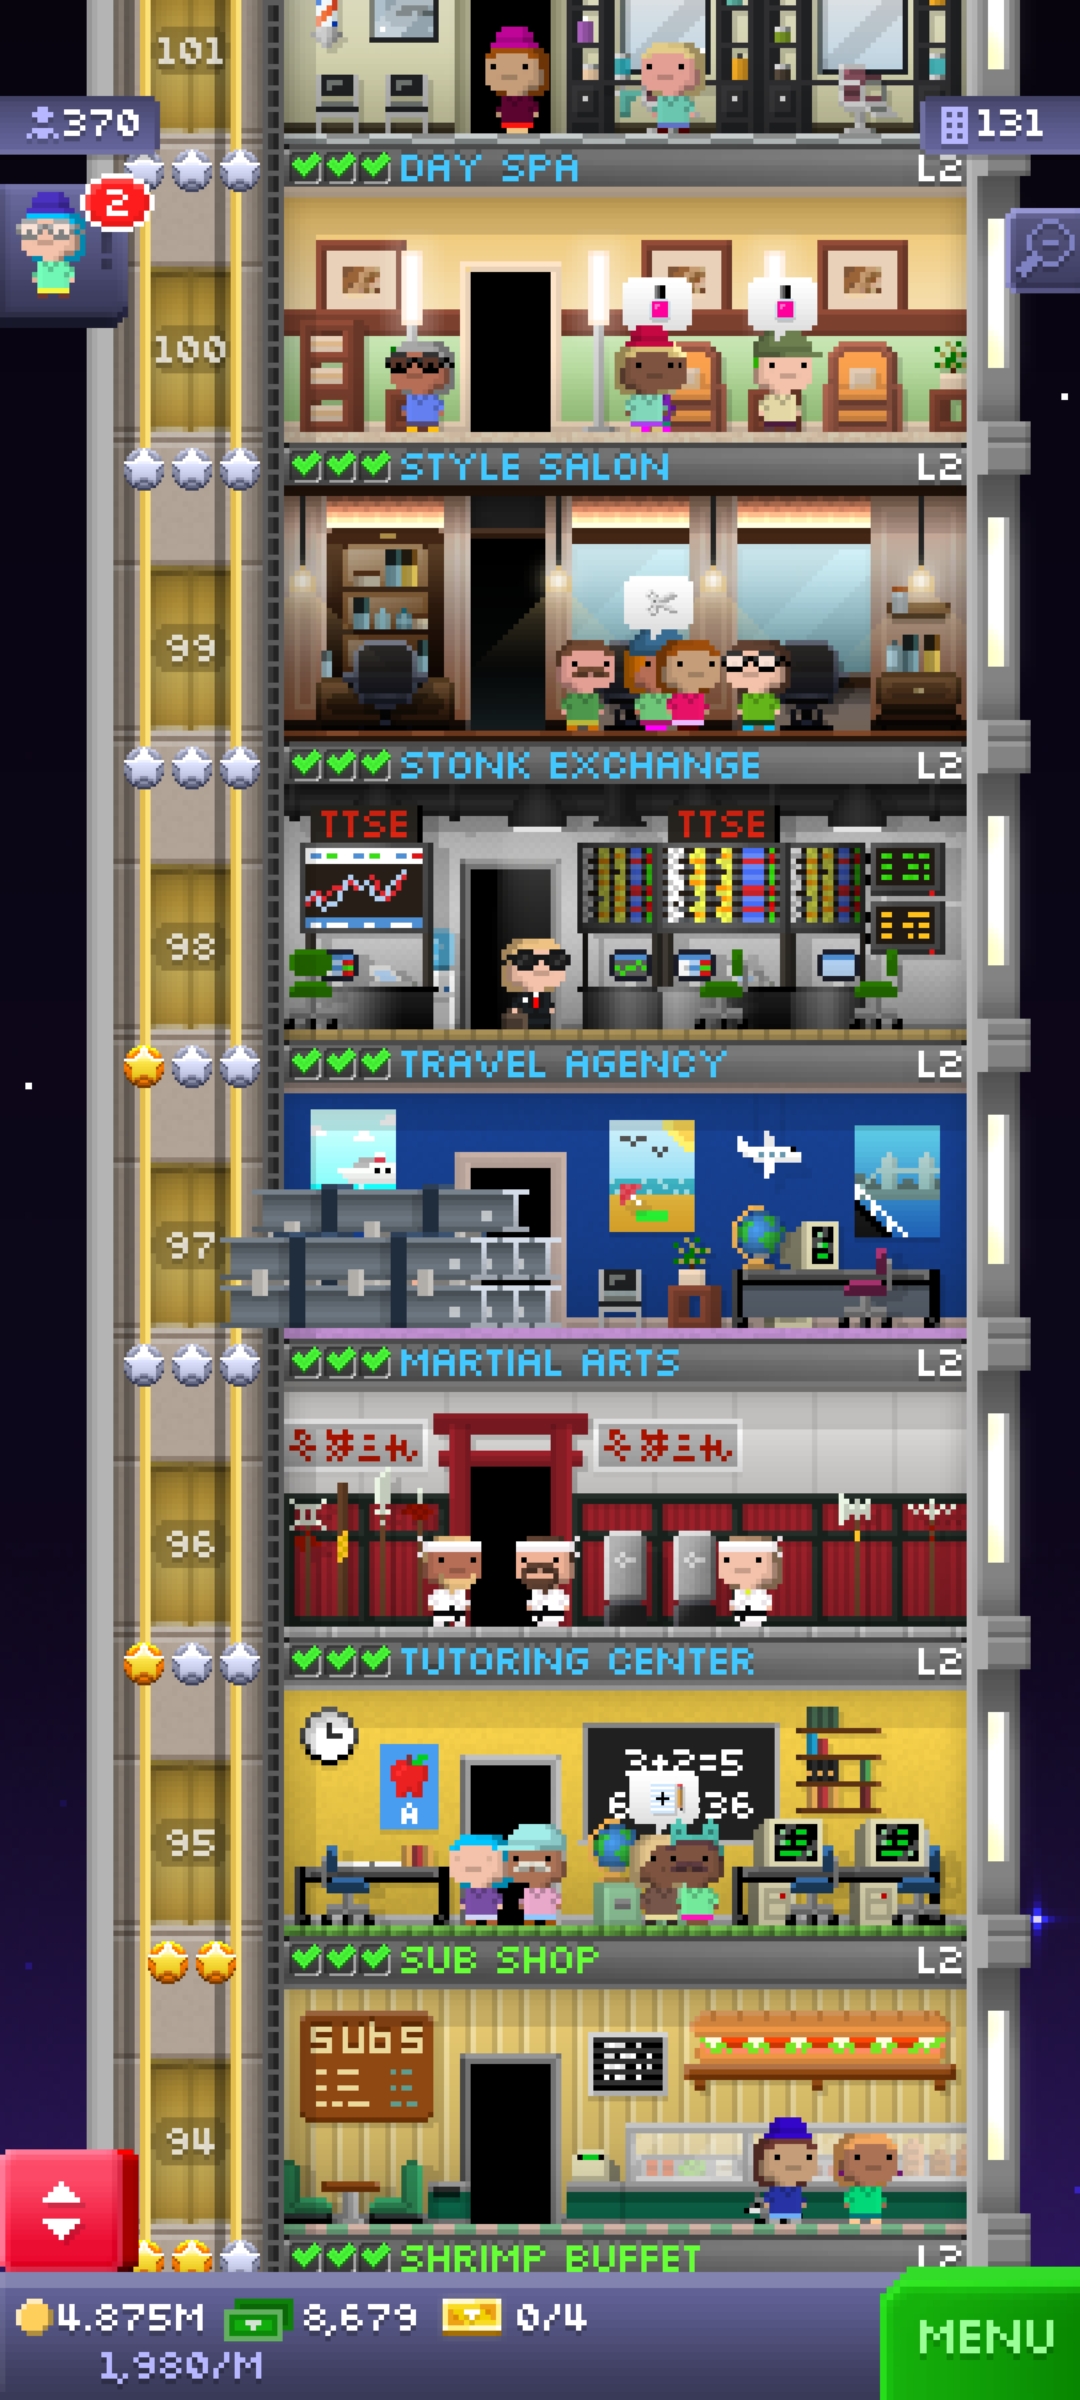 101
370
131
DAY SPA L2
2
100
STYLE SALON L2
99
STONK EXCHANGE L2
TTSE TTSE
98
TRAVEL AGENCY L2
97
MARTIAL ARTS L2
96
TUTORING CENTER L2
3+2=5
A
6 36
95
SUB SHOP L2
SUBS
94
SHRIMP BUFFET L2
4.875M 8,679 0/4
MENU
1,980/M